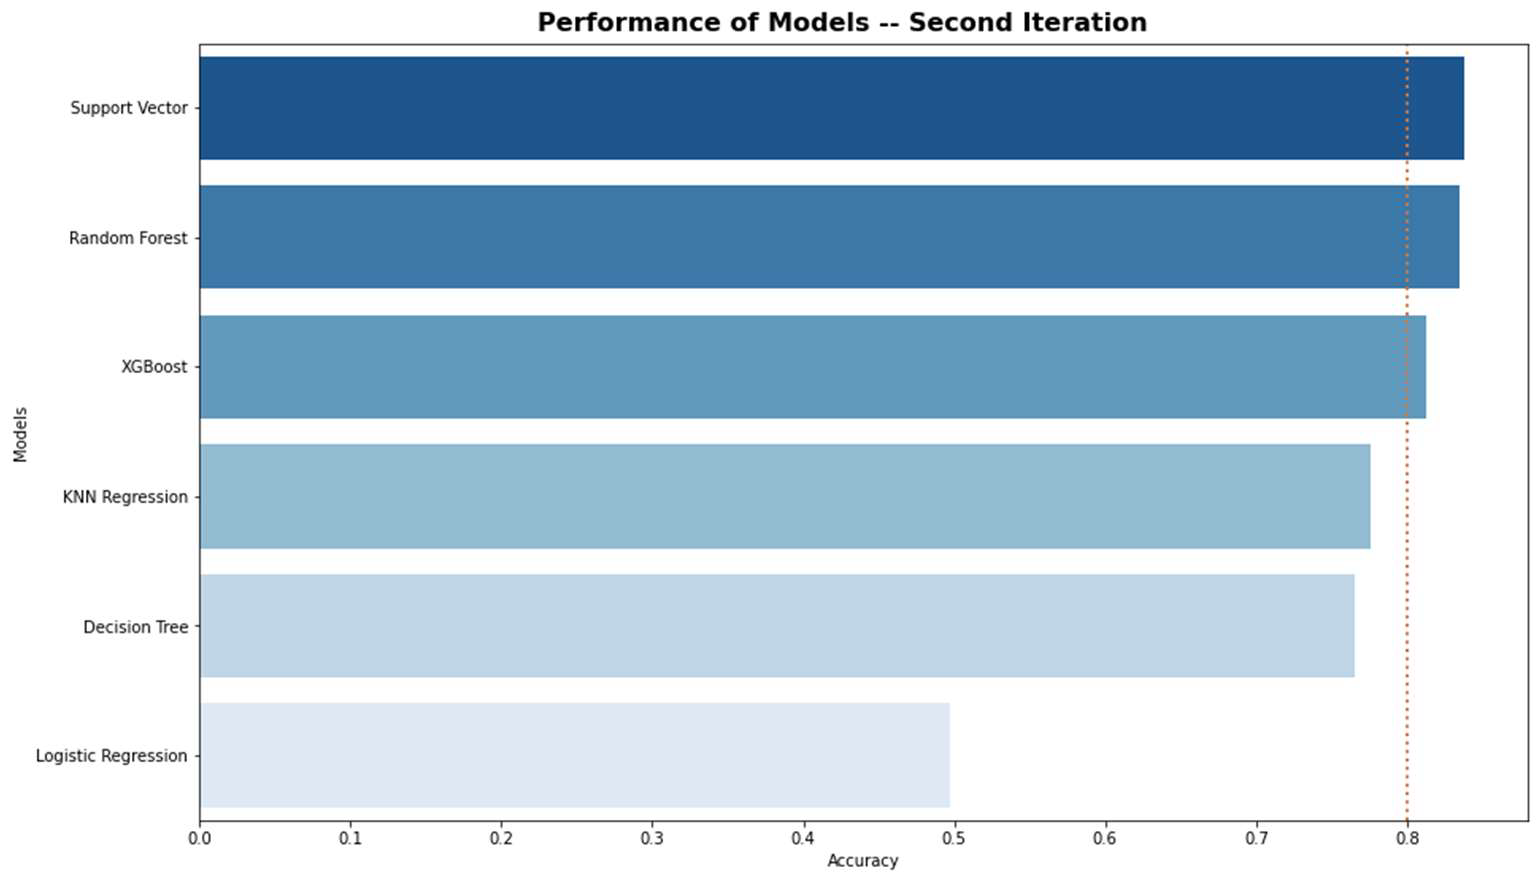 Performance of Models -- Second Iteration
Models
Support Vector
Random Forest
XGBoost
KNN Regression
Decision Tree
Logistic Regression
0.0 0.1 0.2 0.3 0.4 0.5 0.6 0.7 0.8
Accuracy